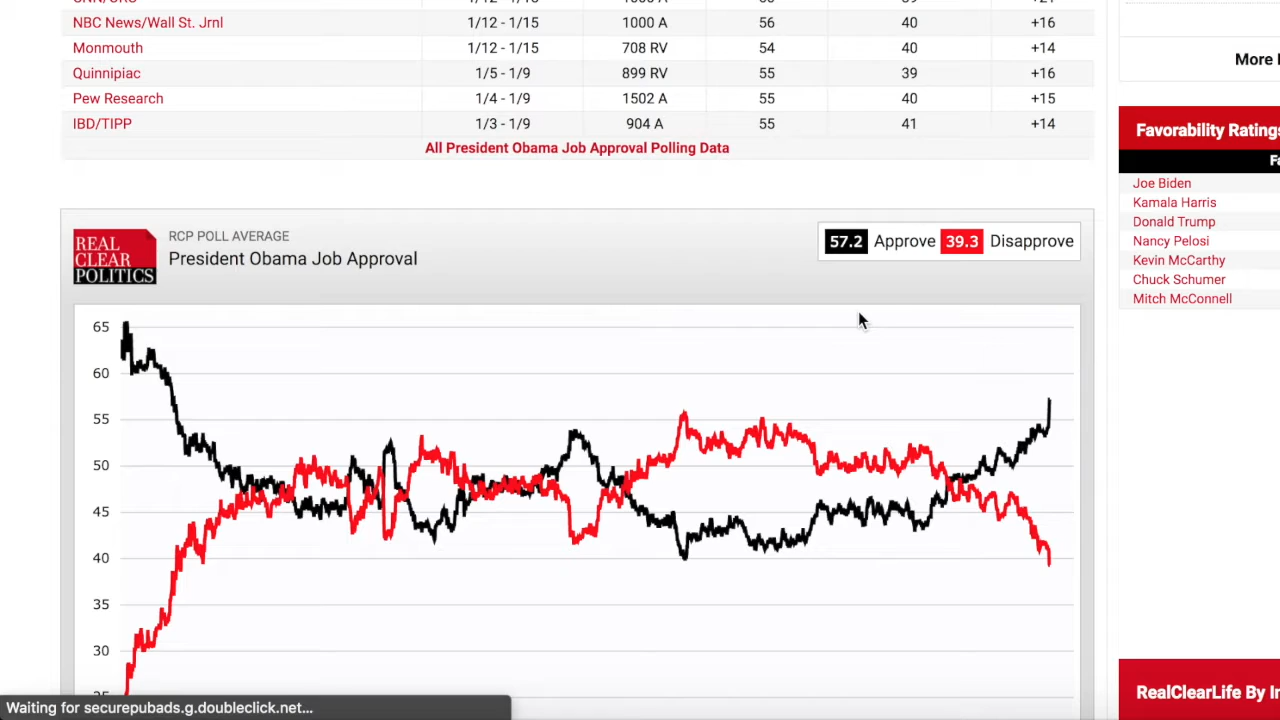 NBC News/Wall St. Jrnl 1/12 - 1/15 1000 A 56 40 +16
Monmouth 1/12 - 1/15 708 RV 54 40 +14
Quinnipiac 1/5 - 1/9 899 RV 55 39 +16
Pew Research 1/4 - 1/9 1502 A 55 40 +15
IBD/TIPP 1/3 - 1/9 904 A 55 41 +14
All President Obama Job Approval Polling Data
REAL
CLEAR
POLITICS
RCP POLL AVERAGE
President Obama Job Approval
57.2 Approve 39.3 Disapprove
65
60
55
50
45
40
35
30
More
Favorability Ratings
Joe Biden
Kamala Harris
Donald Trump
Nancy Pelosi
Kevin McCarthy
Chuck Schumer
Mitch McConnell
RealClearLife By
Waiting for securepubads.g.doubleclick.net...